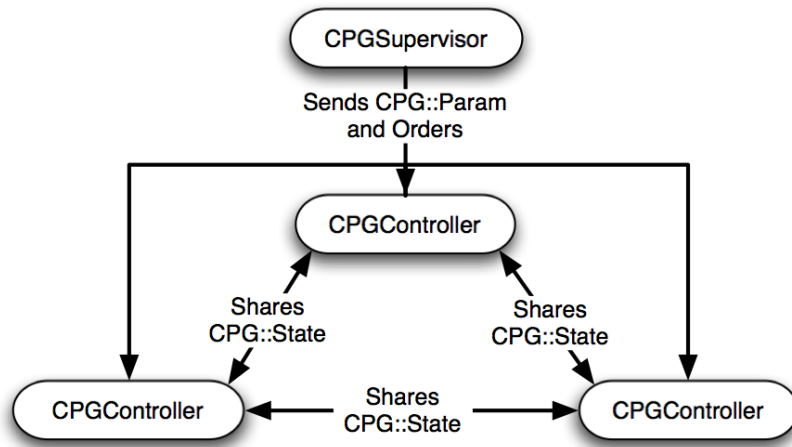 CPGSupervisor
Sends CPG::Param
and Orders
CPGController
Shares
CPG::State
Shares
CPG::State
CPGController
Shares
CPG::State
CPGController